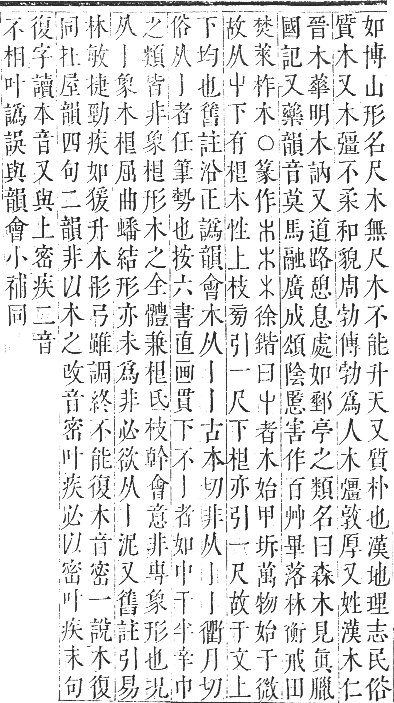 如博山形名尺木無尺木不能升天又質朴也漢地理志民俗
質木又木彊不柔和貌周勃傳勃為人木彊敦厚又姓漢木仁
晉木華明木訥又道路憩息處如郵亭之類名曰森木見真臘
國記又藥韻音莫馬融廣成頌陰慝害作百艸畢落林衡戒田
焚萊柞木○篆作 徐鍇曰屮者木始甲坼萬物始于微
故从屮下有根木性上枝旁引一尺下根亦引一尺故于文上
下均也舊註沿正譌韻會木从丨丨古本切非从亅亅衢月切
俗从亅者任筆勢也按六書直画貫下不亅者如中干半辛巾
之類皆非象根形木之全體兼根氐枝幹會意非專象形也況
从亅象木根屈曲蟠結形亦未為非必欲从丨泥又舊註引易
林敏捷勁疾如猨升木彤弓雖調終不能復木音密一說木復
同在屋韻四句二韻非以木之改音密叶疾必以密叶疾末句
復字讀本音又與上密疾二音
不相叶譌誤與韻會小補同